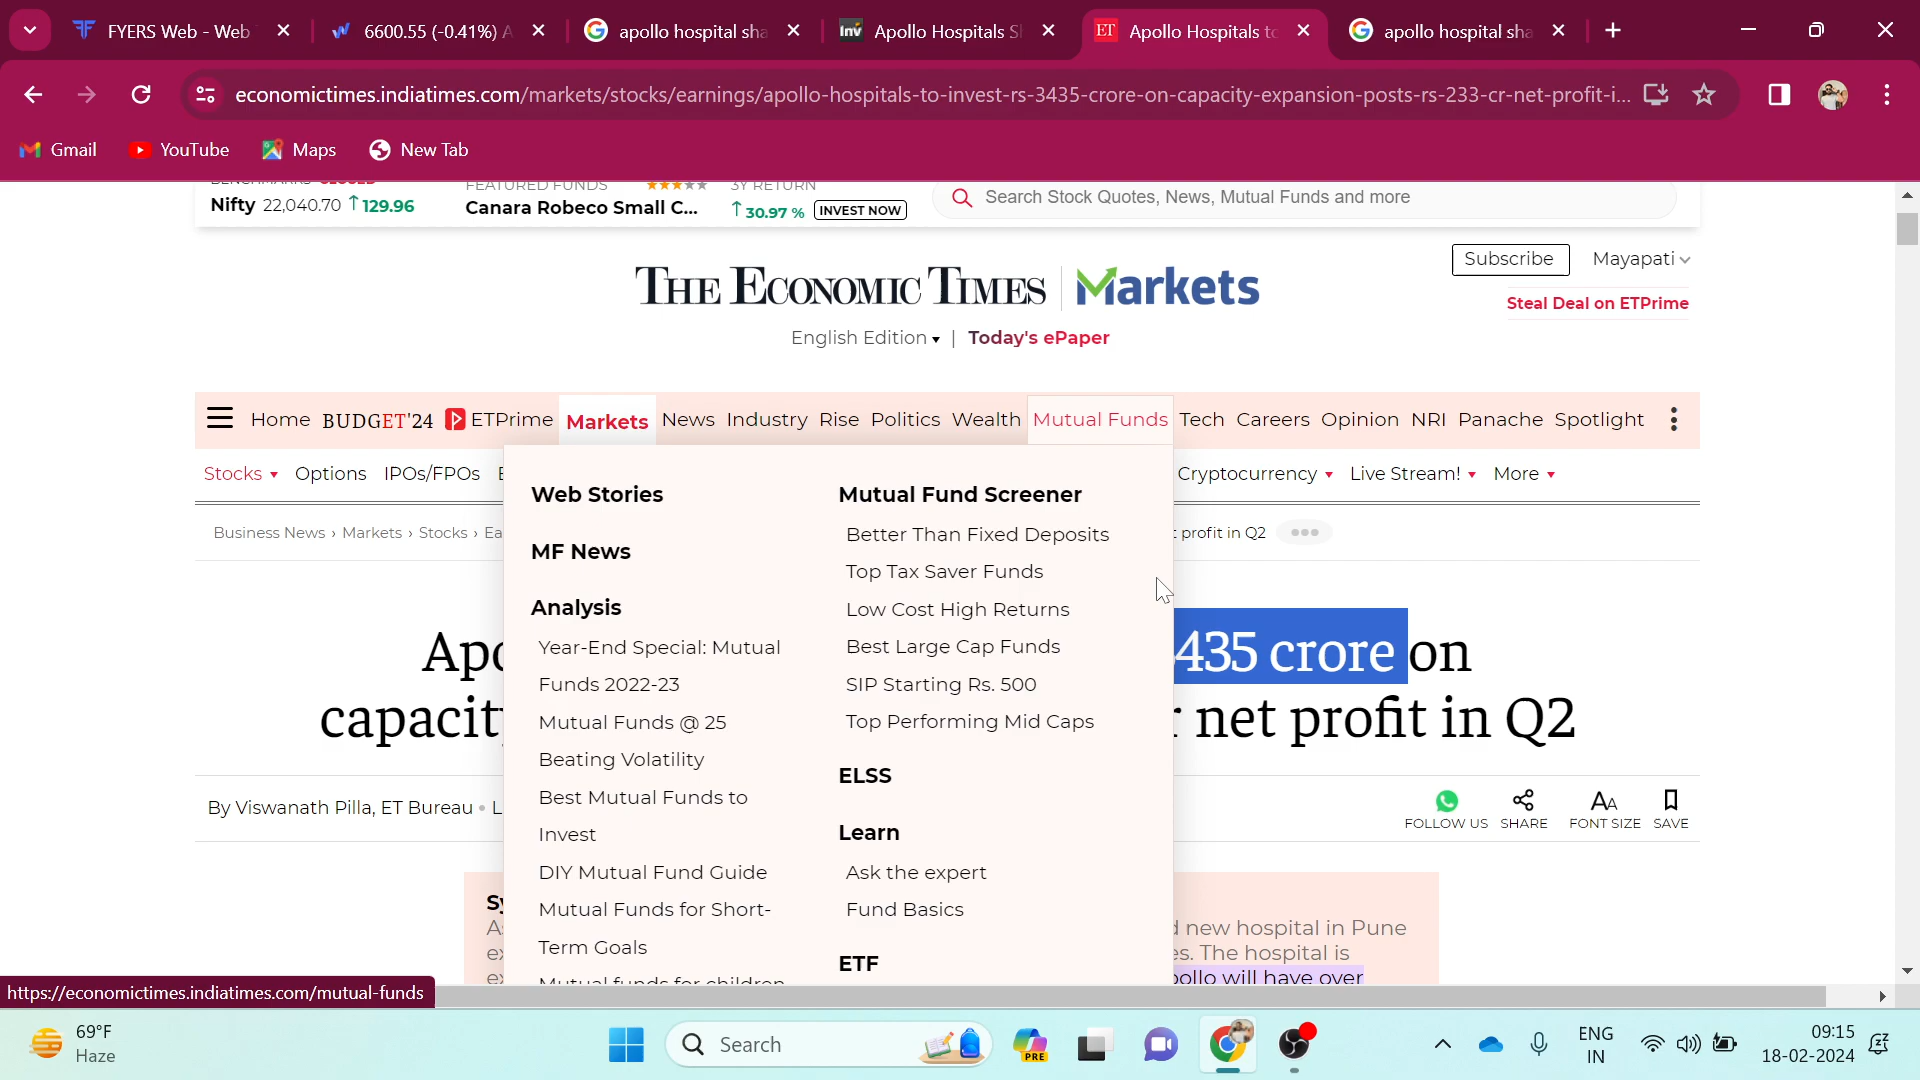 FYERS Web - Web
6600.55 (-0.41%) A
apollo hospital sha
Apollo Hospitals S
Apollo Hospitals to
apollo hospital sha
economictimes.indiatimes.com/markets/stocks/earnings/apollo-hospitals-to-invest-rs-3435-crore-on-capacity-expansion-posts-rs-233-cr-net-profit-i...
Gmail
YouTube
Maps
New Tab
BENCHMARKS CLOSED
Nifty 22,040.70 ↑129.96
FEATURED FUNDS
3Y RETURN
Canara Robeco Small C...
↑30.97 %
INVEST NOW
Search Stock Quotes, News, Mutual Funds and more
THE ECONOMIC TIMES | Markets
Subscribe
Mayapati
Steal Deal on ETPrime
English Edition | Today's ePaper
Home BUDGET'24 ETPrime Markets News Industry Rise Politics Wealth Mutual Funds Tech Careers Opinion NRI Panache Spotlight
Stocks Options IPOs/FPOs E
Cryptocurrency Live Stream! More
Business News › Markets › Stocks › Ea
t profit in Q2
Web Stories
MF News
Analysis
Year-End Special: Mutual
Funds 2022-23
Mutual Funds @ 25
Beating Volatility
Best Mutual Funds to
Invest
DIY Mutual Fund Guide
Mutual Funds for Short-
Term Goals
Mutual funds for children
Mutual Fund Screener
Better Than Fixed Deposits
Top Tax Saver Funds
Low Cost High Returns
Best Large Cap Funds
SIP Starting Rs. 500
Top Performing Mid Caps
ELSS
Learn
Ask the expert
Fund Basics
ETF
Apo
435 crore on
capacit
r net profit in Q2
By Viswanath Pilla, ET Bureau • L
FOLLOW US
SHARE
FONT SIZE
SAVE
Sy
d new hospital in Pune
es. The hospital is
pollo will have over
https://economictimes.indiatimes.com/mutual-funds
69°F
Haze
Search
PRE
ENG
IN
09:15
18-02-2024